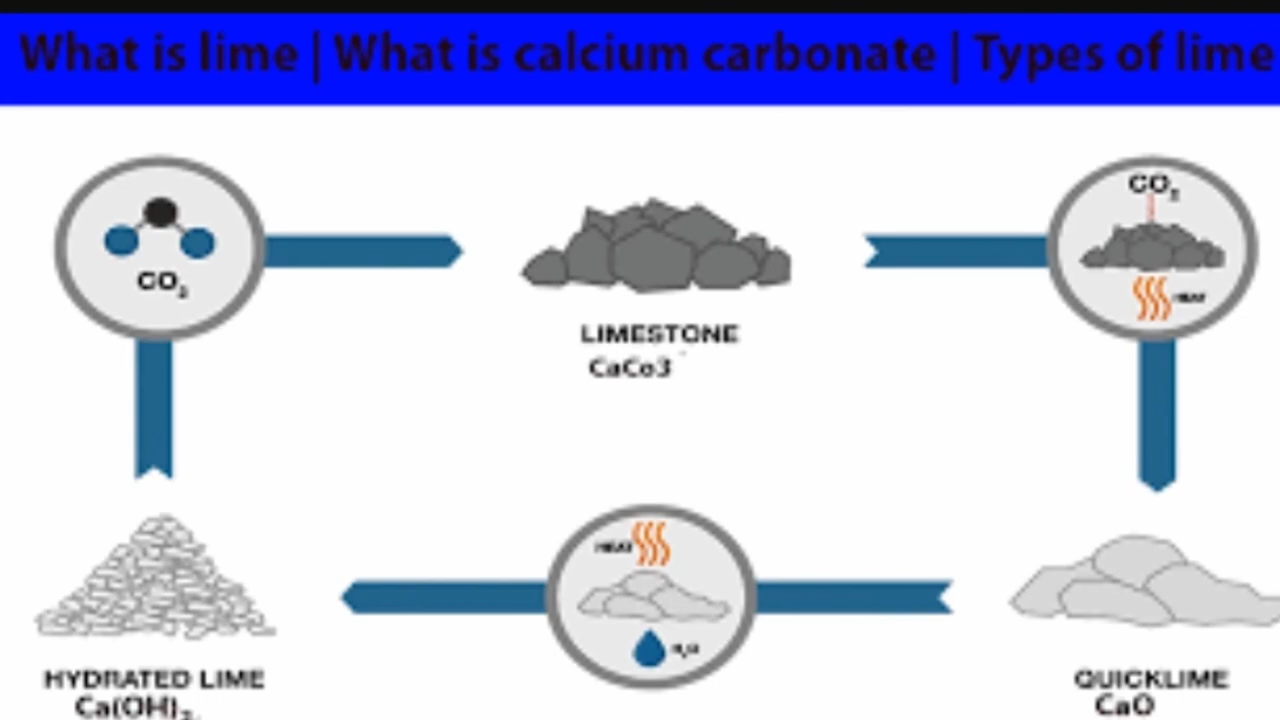 What is lime | What is calcium carbonate | Types of lime
CO₂
CO₂
HEAT
LIMESTONE
CaCo3
HEAT
H₂O
HYDRATED LIME
Ca(OH)₂
QUICKLIME
CaO